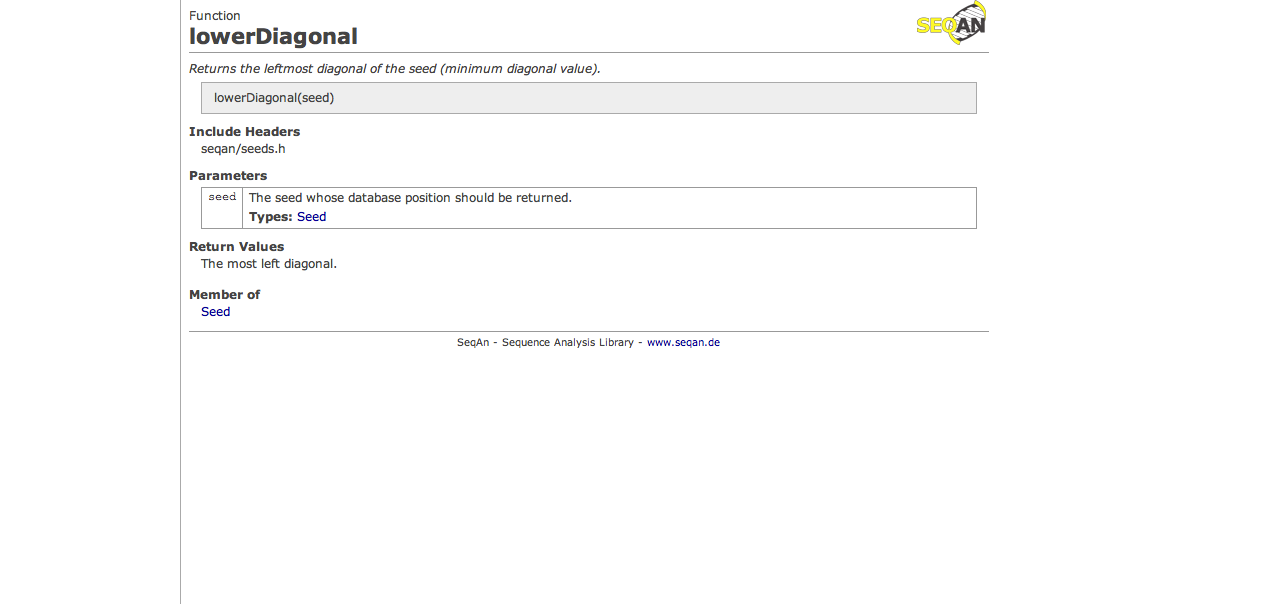 Function
SEQAN
lowerDiagonal
Returns the leftmost diagonal of the seed (minimum diagonal value).
lowerDiagonal(seed)
Include Headers
seqan/seeds.h
Parameters
seed The seed whose database position should be returned.
Types: Seed
Return Values
The most left diagonal.
Member of
Seed
SeqAn - Sequence Analysis Library - www.seqan.de